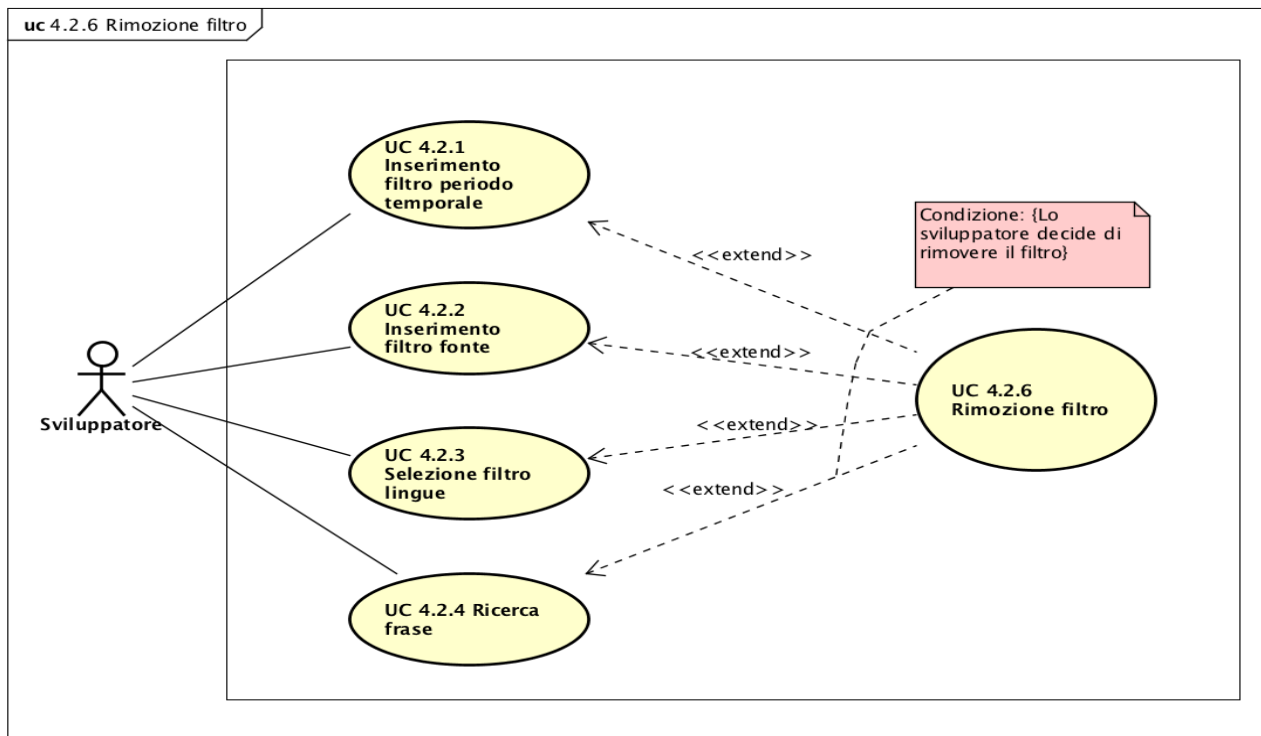 uc 4.2.6 Rimozione filtro
UC 4.2.1
Inserimento
filtro periodo
temporale
Condizione: {Lo
sviluppatore decide di
rimovere il filtro}
<<extend>>
UC 4.2.2
Inserimento
filtro fonte
<<extend>>
UC 4.2.6
Rimozione filtro
Sviluppatore
<<extend>>
UC 4.2.3
Selezione filtro
lingue
<<extend>>
UC 4.2.4 Ricerca
frase